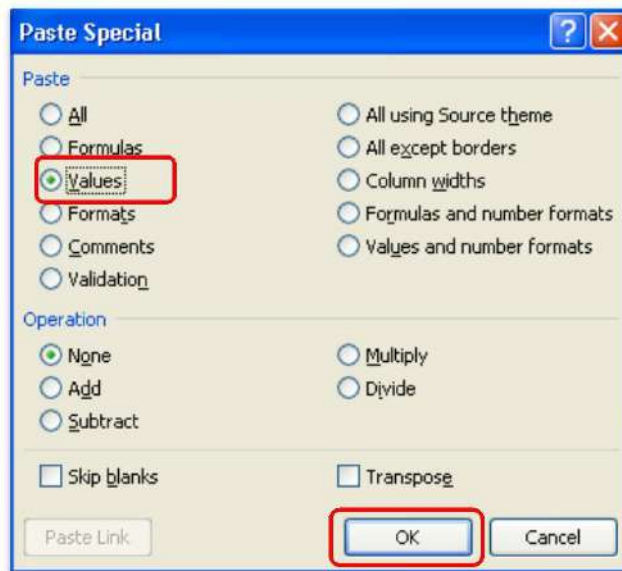 Paste Special
Paste
All
All using Source theme
Formulas
All except borders
Values
Column widths
Formats
Formulas and number formats
Comments
Values and number formats
Validation
Operation
None
Multiply
Add
Divide
Subtract
Skip blanks
Transpose
Paste Link
OK
Cancel